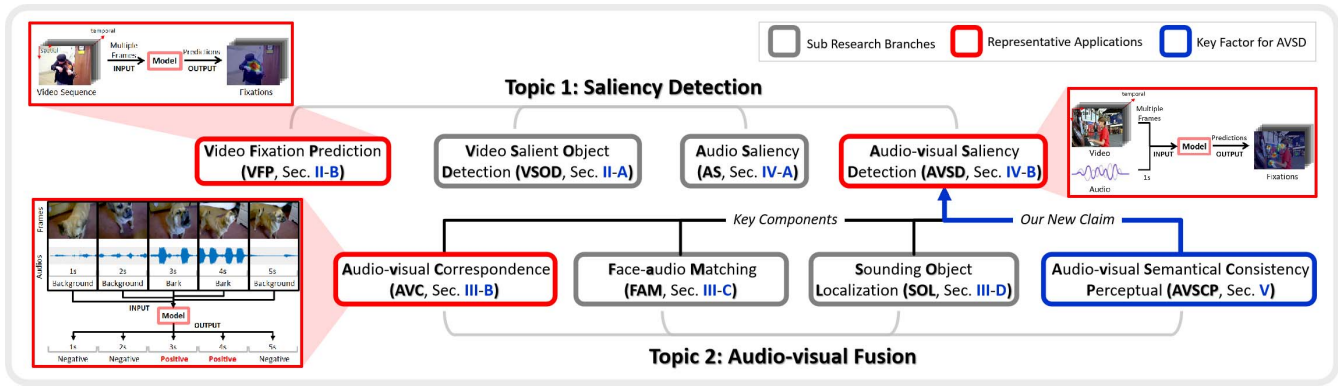 temporal
Spatial
Multiple
Frames
INPUT
Model
Predictions
OUTPUT
Video Sequence
Fixations
Sub Research Branches
Representative Applications
Key Factor for AVSD
Topic 1: Saliency Detection
Video Fixation Prediction
(VFP, Sec. II-B)
Video Salient Object
Detection (VSOD, Sec. II-A)
Audio Saliency
(AS, Sec. IV-A)
Audio-visual Saliency
Detection (AVSD, Sec. IV-B)
temporal
Multiple
Frames
Video
Audio
1s
INPUT
Model
Predictions
OUTPUT
Fixations
Key Components
Our New Claim
Frames
Audios
1s 2s 3s 4s 5s
Background Background Bark Bark Background
INPUT
Model
OUTPUT
1s 2s 3s 4s 5s
Negative Negative Positive Positive Negative
Audio-visual Correspondence
(AVC, Sec. III-B)
Face-audio Matching
(FAM, Sec. III-C)
Sounding Object
Localization (SOL, Sec. III-D)
Audio-visual Semantical Consistency
Perceptual (AVSCP, Sec. V)
Topic 2: Audio-visual Fusion